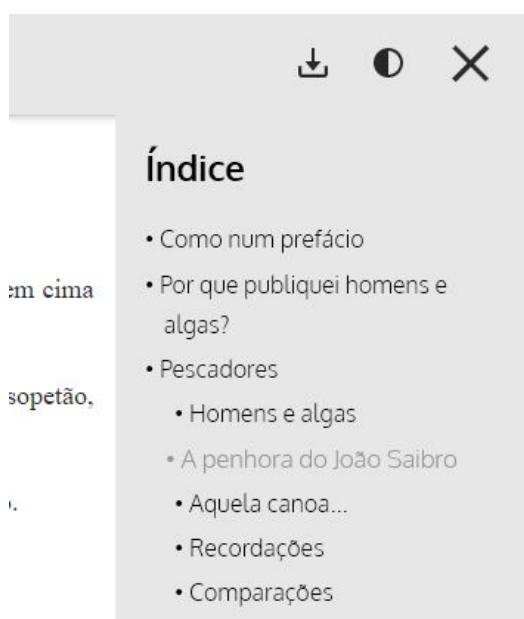 Índice
• Como num prefácio
em cima
• Por que publiquei homens e
algas?
• Pescadores
sopetão,
• Homens e algas
• A penhora do João Saibro
• Aquela canoa...
.
• Recordações
• Comparações